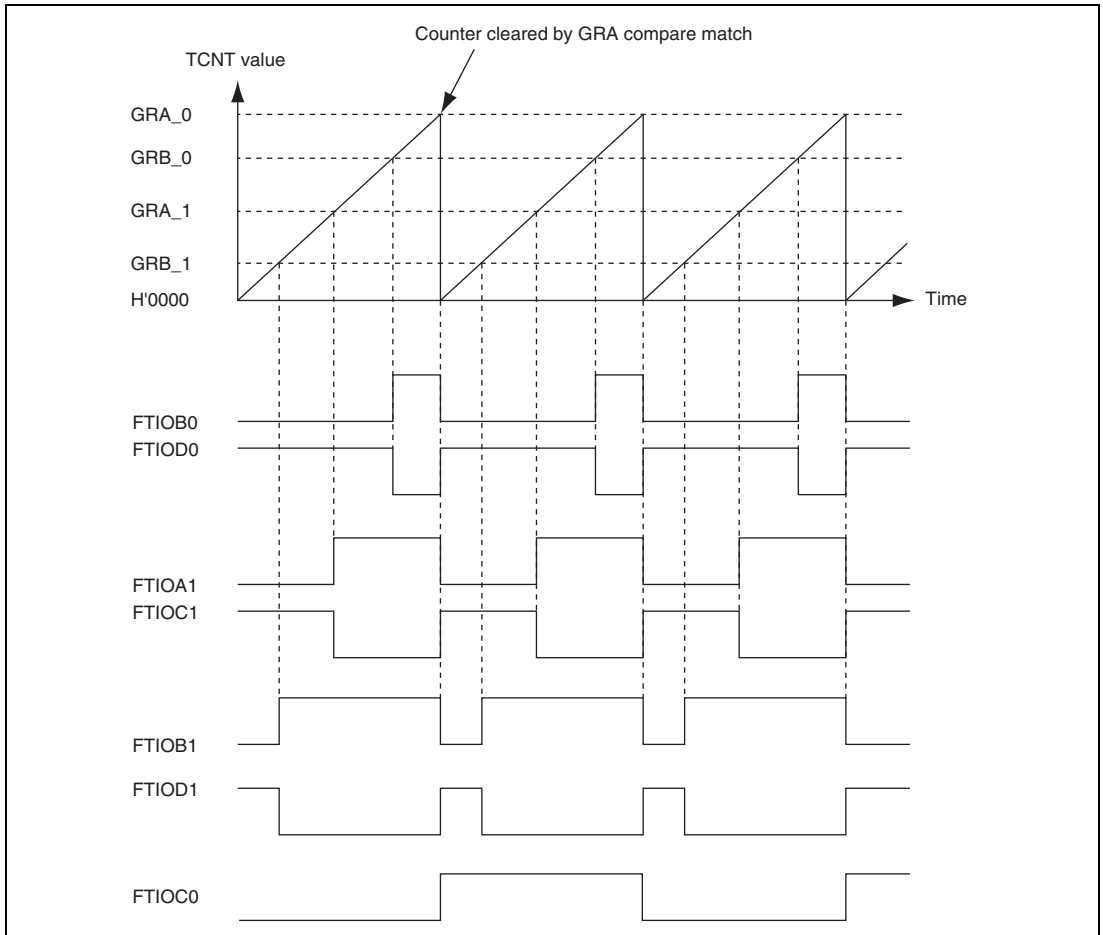 Counter cleared by GRA compare match
TCNT value
GRA_0
GRB_0
GRA_1
GRB_1
H'0000
Time
FTIOB0
FTIOD0
FTIOA1
FTIOC1
FTIOB1
FTIOD1
FTIOC0